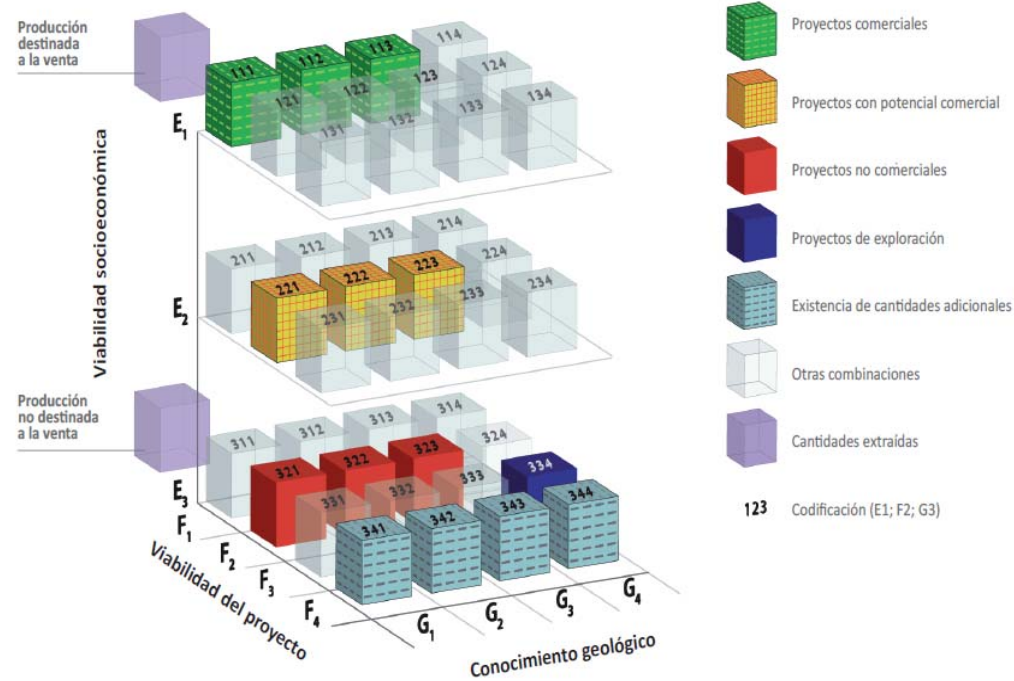 Producción
destinada
a la venta
111
112
113
114
121
122
123
124
131
132
133
134
E1
Viabilidad socioeconómica
211
212
213
214
221
222
223
224
231
232
233
234
E2
Producción
no destinada
a la venta
311
312
313
314
321
322
323
324
331
332
333
334
341
342
343
344
E3
F1
F2
F3
F4
Viabilidad del proyecto
G1
G2
G3
G4
Conocimiento geológico
Proyectos comerciales
Proyectos con potencial comercial
Proyectos no comerciales
Proyectos de exploración
Existencia de cantidades adicionales
Otras combinaciones
Cantidades extraídas
123 Codificación (E1; F2; G3)